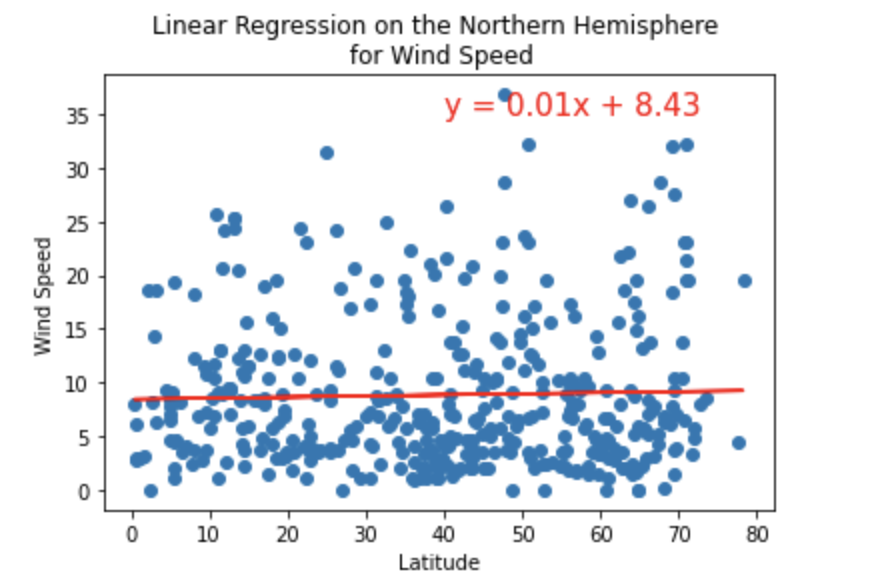 Linear Regression on the Northern Hemisphere
for Wind Speed
y = 0.01x + 8.43
35
30
25
20
15
10
5
0
Wind Speed
0 10 20 30 40 50 60 70 80
Latitude